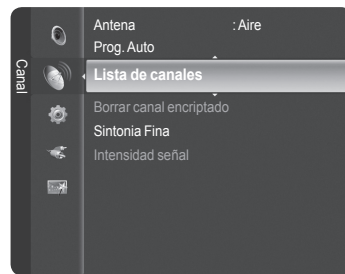 Canal
Antena : Aire
Prog. Auto
Lista de canales
Borrar canal encriptado
Sintonia Fina
Intensidad señal